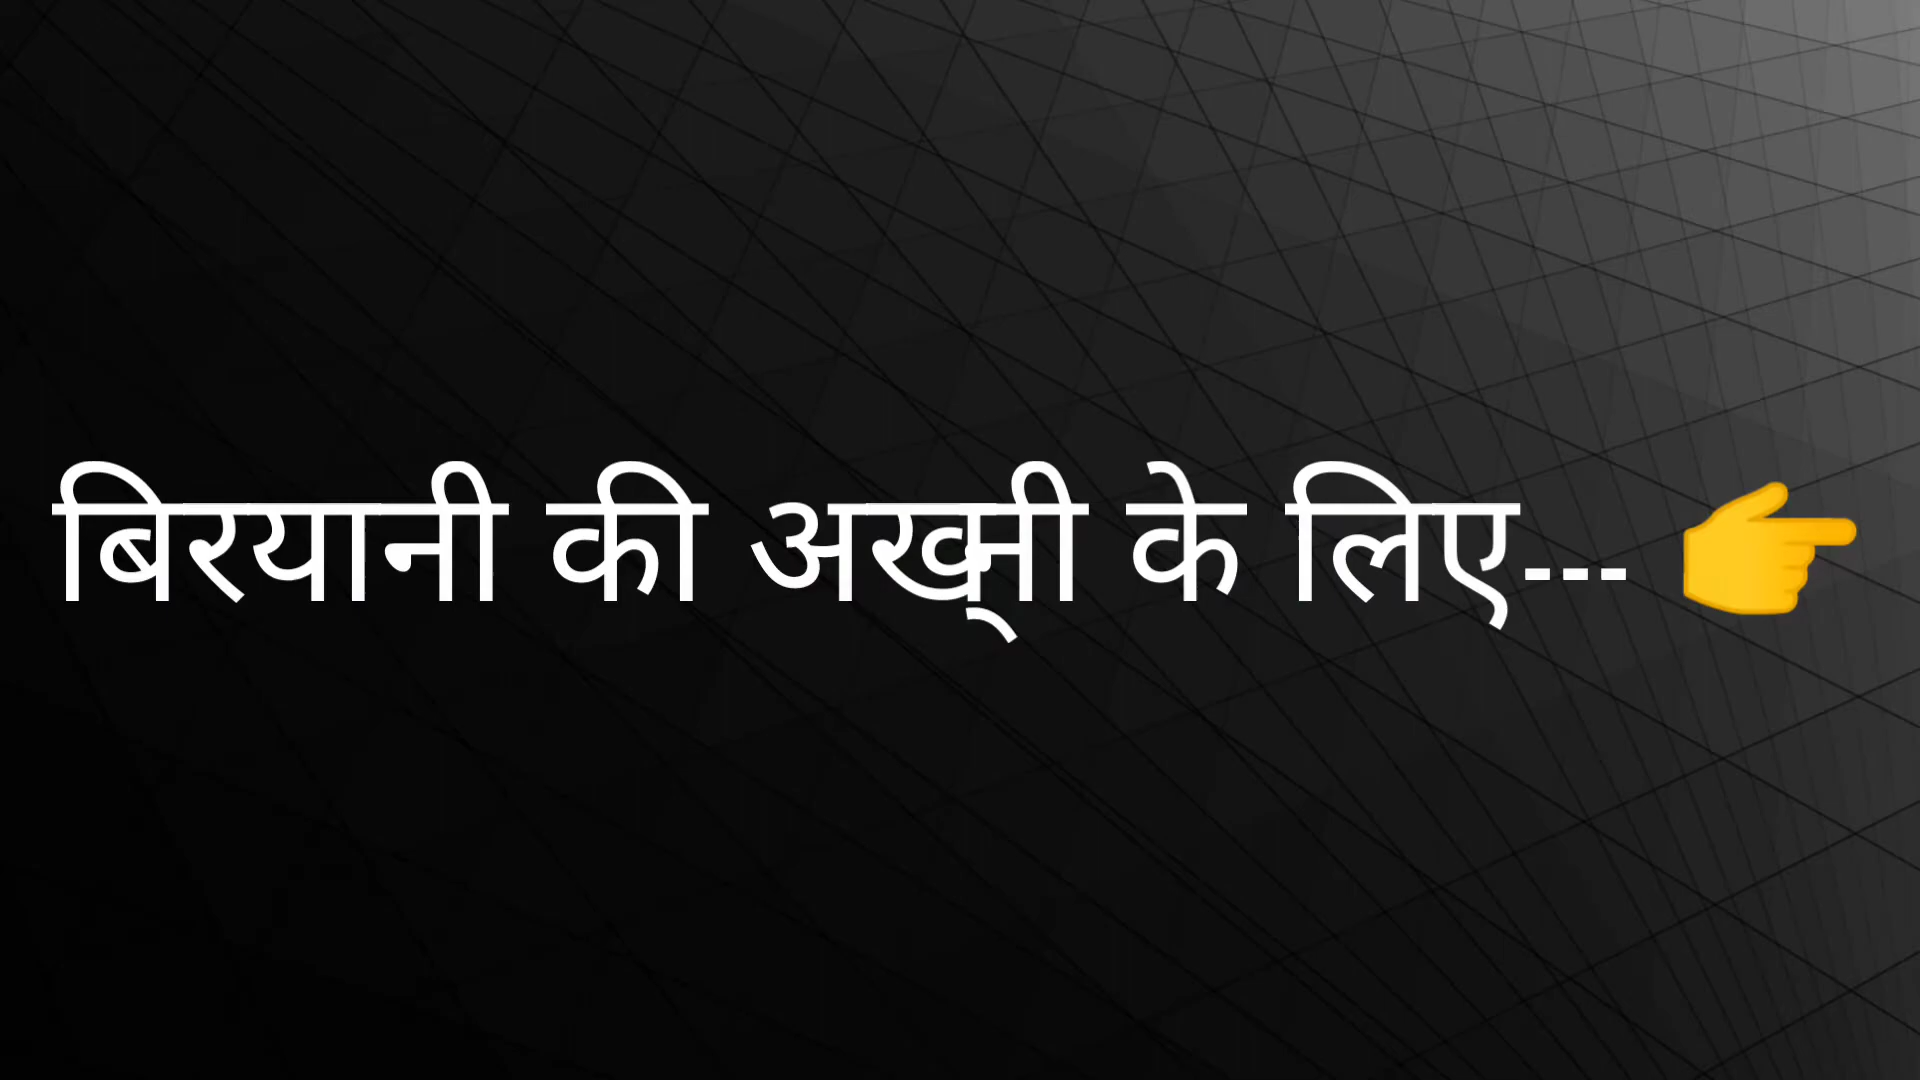 बिरयानी की अख्नी के लिए--- 👉